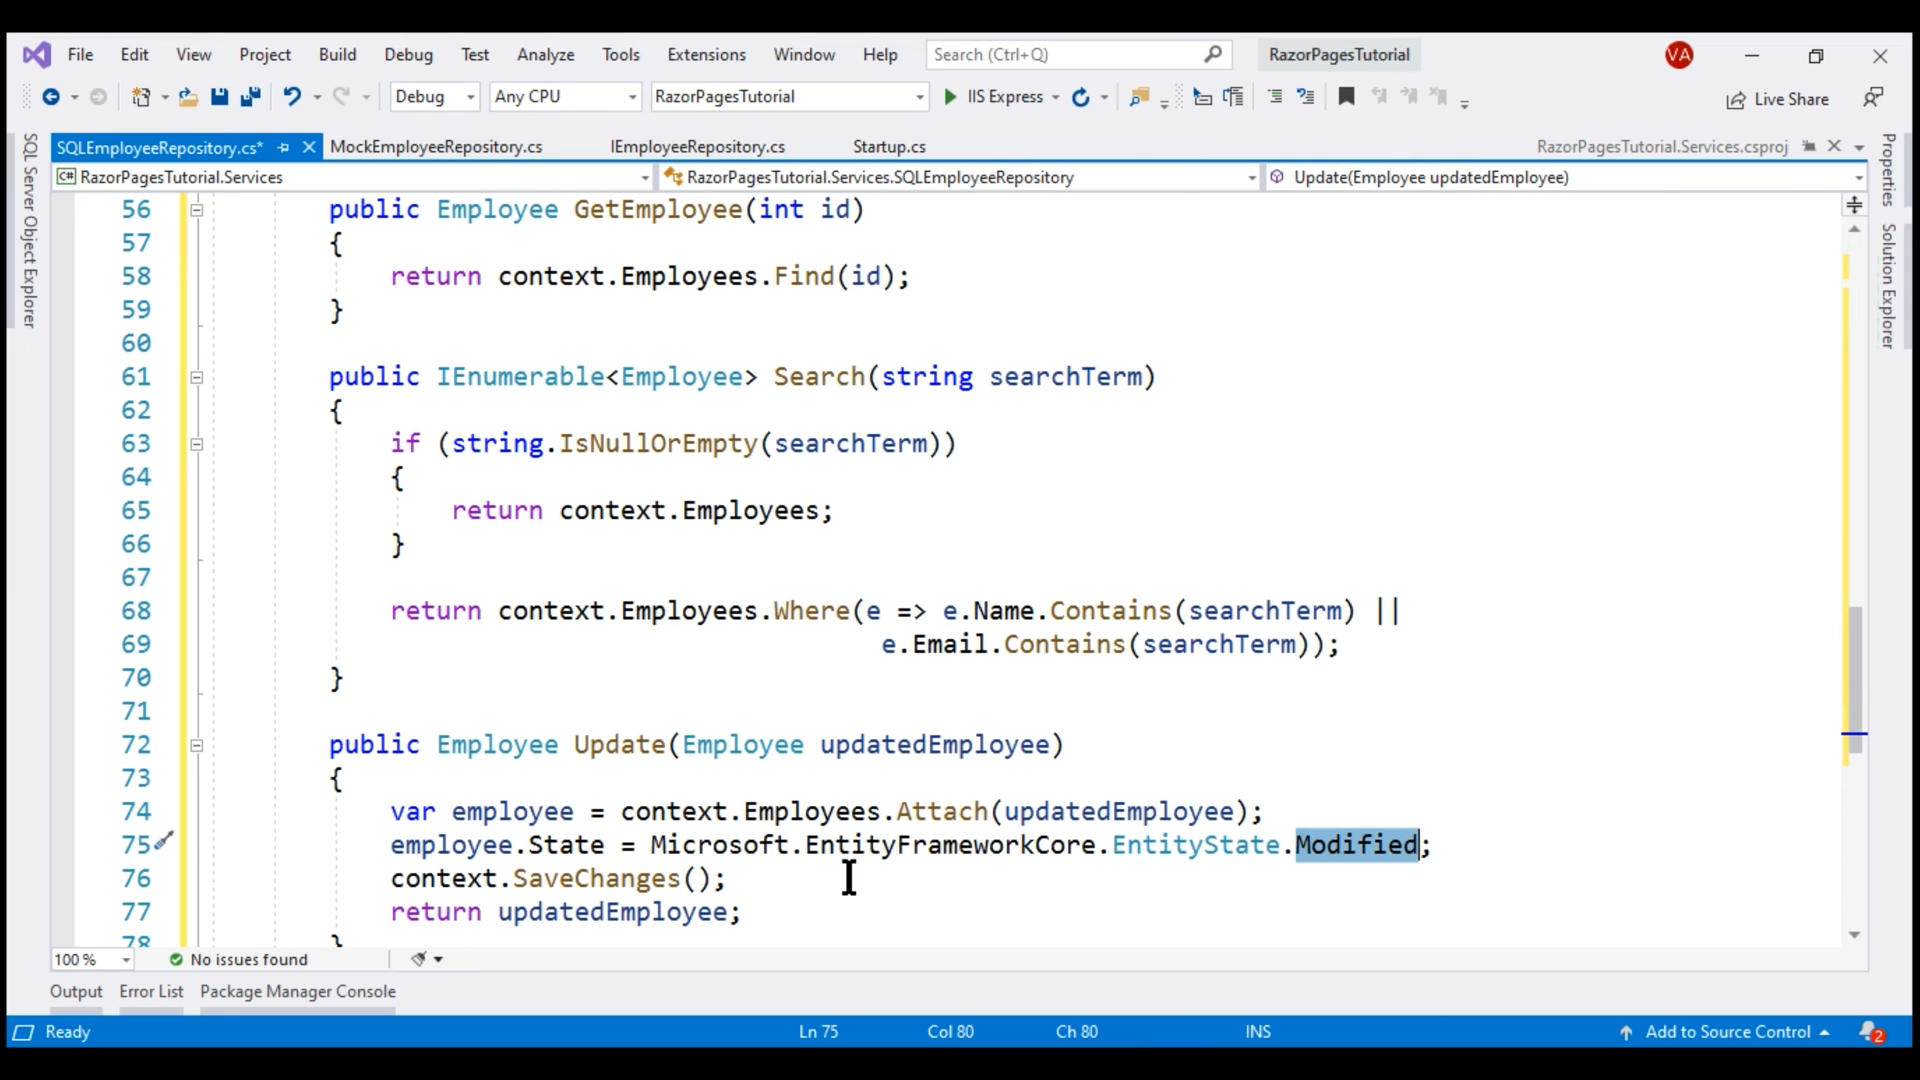 File Edit View Project Build Debug Test Analyze Tools Extensions Window Help Search (Ctrl+Q) RazorPagesTutorial VA
Debug Any CPU RazorPagesTutorial IIS Express Live Share
SQLEmployeeRepository.cs* MockEmployeeRepository.cs IEmployeeRepository.cs Startup.cs RazorPagesTutorial.Services.csproj
C# RazorPagesTutorial.Services RazorPagesTutorial.Services.SQLEmployeeRepository Update(Employee updatedEmployee)
SQL Server Object Explorer
Properties
Solution Explorer
56 public Employee GetEmployee(int id)
57 {
58 return context.Employees.Find(id);
59 }
60
61 public IEnumerable<Employee> Search(string searchTerm)
62 {
63 if (string.IsNullOrEmpty(searchTerm))
64 {
65 return context.Employees;
66 }
67
68 return context.Employees.Where(e => e.Name.Contains(searchTerm) ||
69 e.Email.Contains(searchTerm));
70 }
71
72 public Employee Update(Employee updatedEmployee)
73 {
74 var employee = context.Employees.Attach(updatedEmployee);
75 employee.State = Microsoft.EntityFrameworkCore.EntityState.Modified;
76 context.SaveChanges();
77 return updatedEmployee;
78 }
100 % No issues found
Output Error List Package Manager Console
Ready Ln 75 Col 80 Ch 80 INS Add to Source Control 2